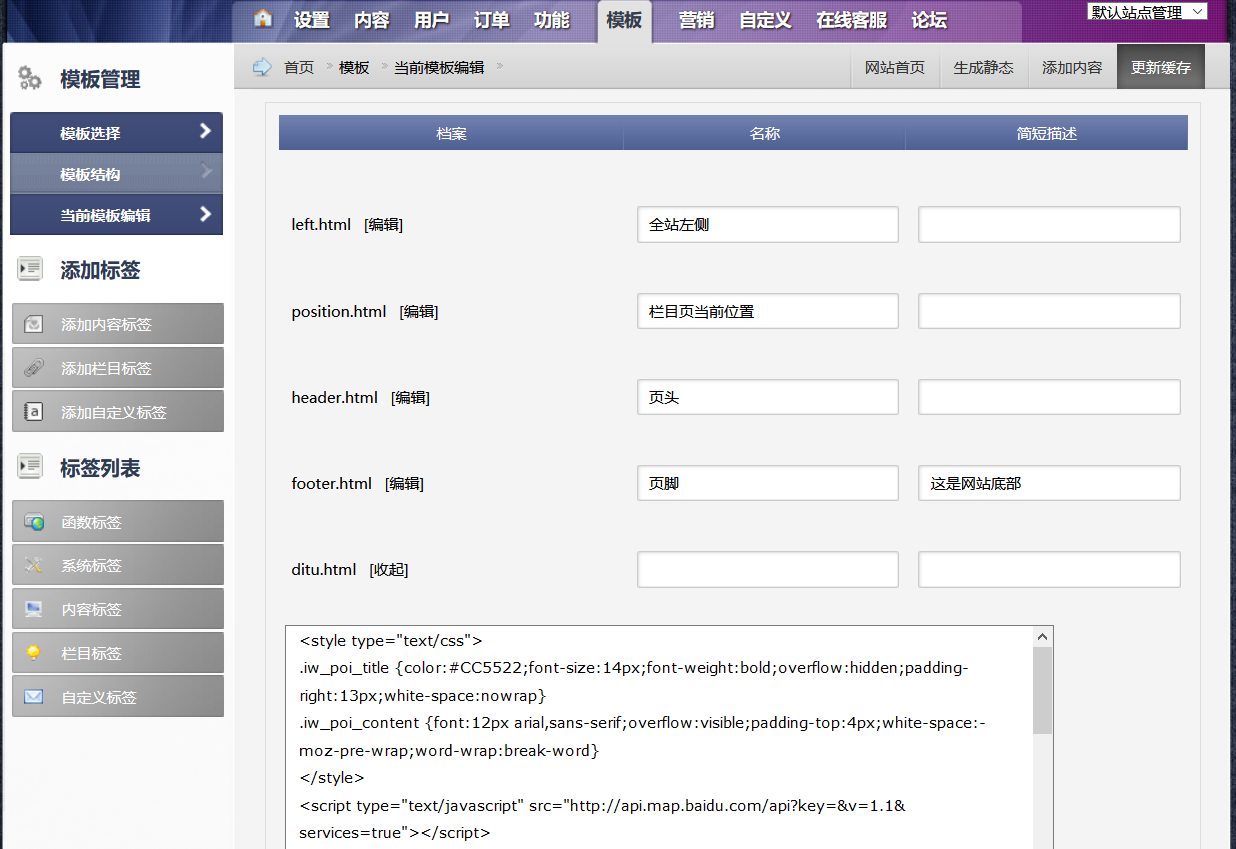 设置 内容 用户 订单 功能 模板 营销 自定义 在线客服 论坛 默认站点管理
首页 » 模板 » 当前模板编辑 » 网站首页 生成静态 添加内容 更新缓存
模板管理
模板选择
模板结构
当前模板编辑
添加标签
添加内容标签
添加栏目标签
添加自定义标签
标签列表
函数标签
系统标签
内容标签
栏目标签
自定义标签
档案 名称 简短描述
left.html [编辑] 全站左侧
position.html [编辑] 栏目页当前位置
header.html [编辑] 页头
footer.html [编辑] 页脚 这是网站底部
ditu.html [收起]
<style type="text/css">
.iw_poi_title {color:#CC5522;font-size:14px;font-weight:bold;overflow:hidden;padding-
right:13px;white-space:nowrap}
.iw_poi_content {font:12px arial,sans-serif;overflow:visible;padding-top:4px;white-space:-
moz-pre-wrap;word-wrap:break-word}
</style>
<script type="text/javascript" src="http://api.map.baidu.com/api?key=&v=1.1&
services=true"></script>